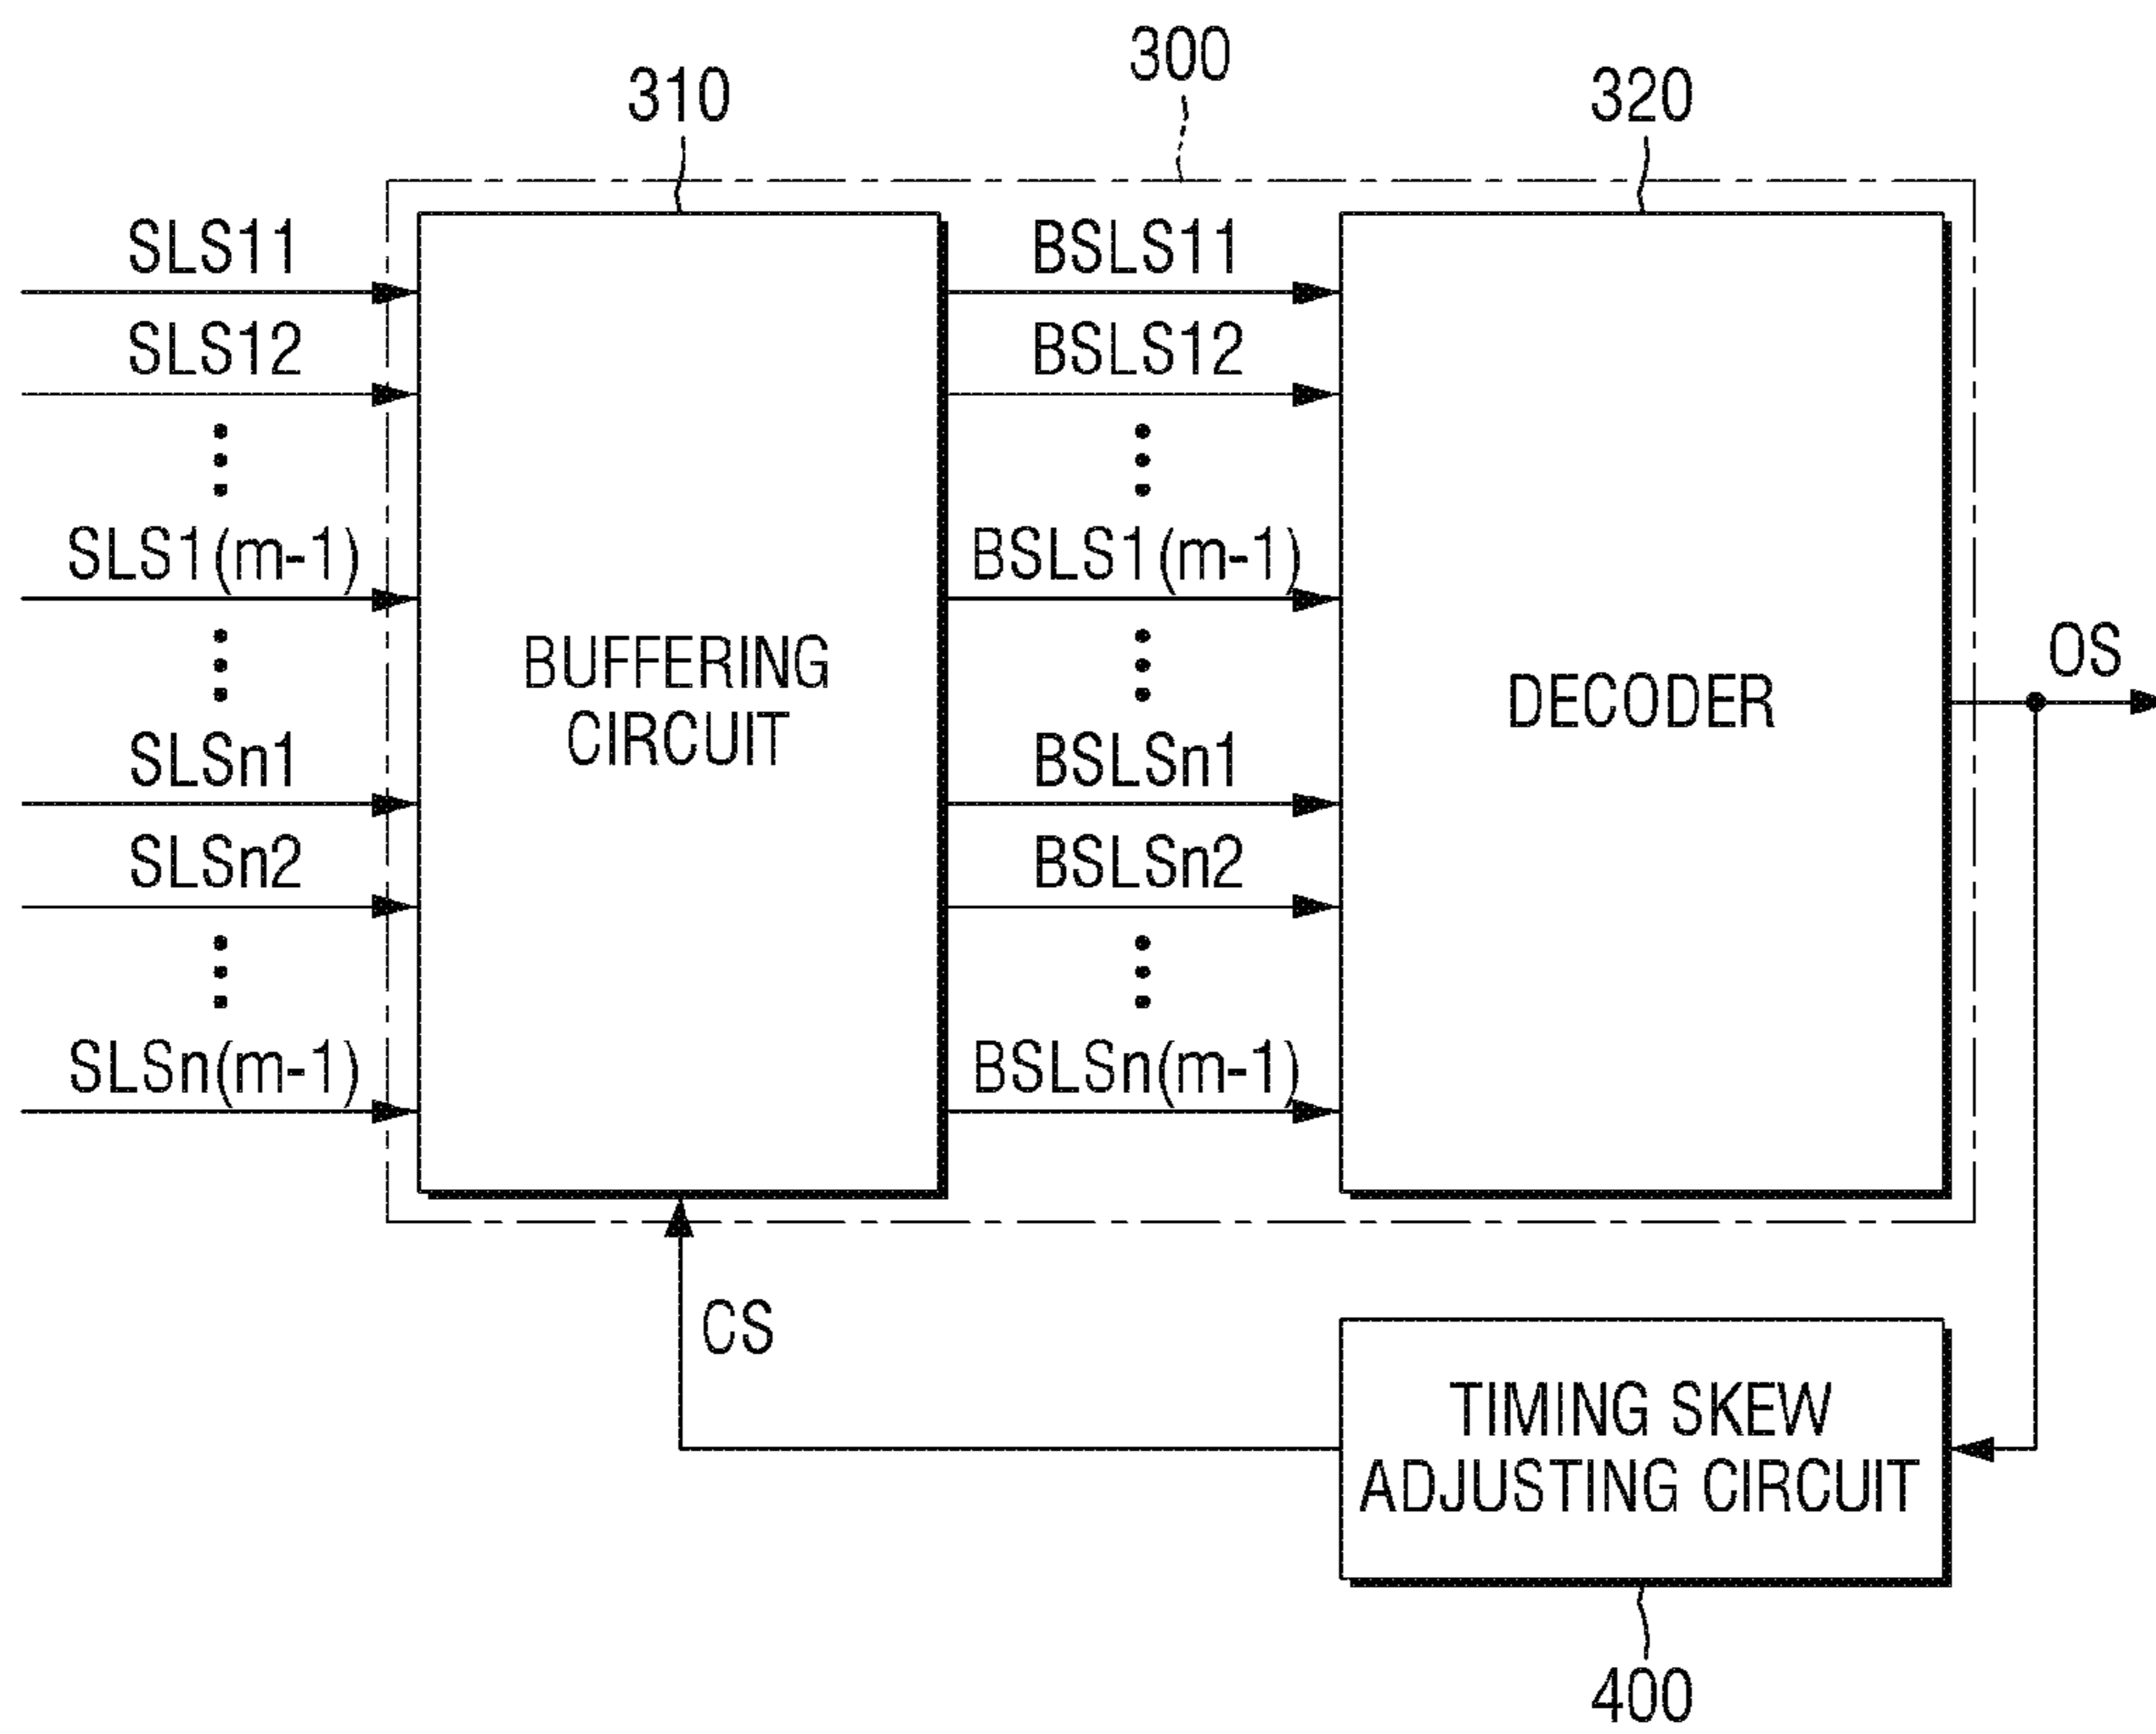 300
310
320
SLS11
BSLS11
SLS12
BSLS12
SLS1(m-1)
BSLS1(m-1)
BUFFERING
CIRCUIT
DECODER
OS
SLSn1
BSLSn1
SLSn2
BSLSn2
SLSn(m-1)
BSLSn(m-1)
CS
TIMING SKEW
ADJUSTING CIRCUIT
400